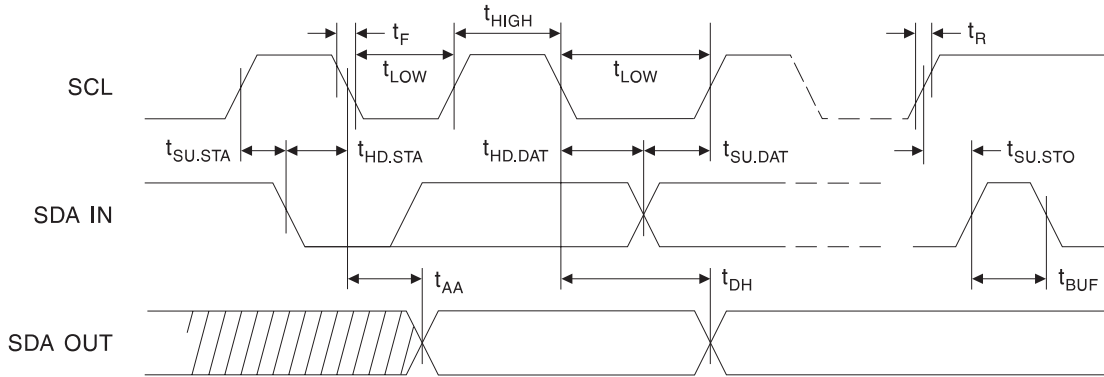 tHIGH
tF
tR
tLOW
tLOW
SCL
tSU.STA
tHD.STA
tHD.DAT
tSU.DAT
tSU.STO
SDA IN
tAA
tDH
tBUF
SDA OUT